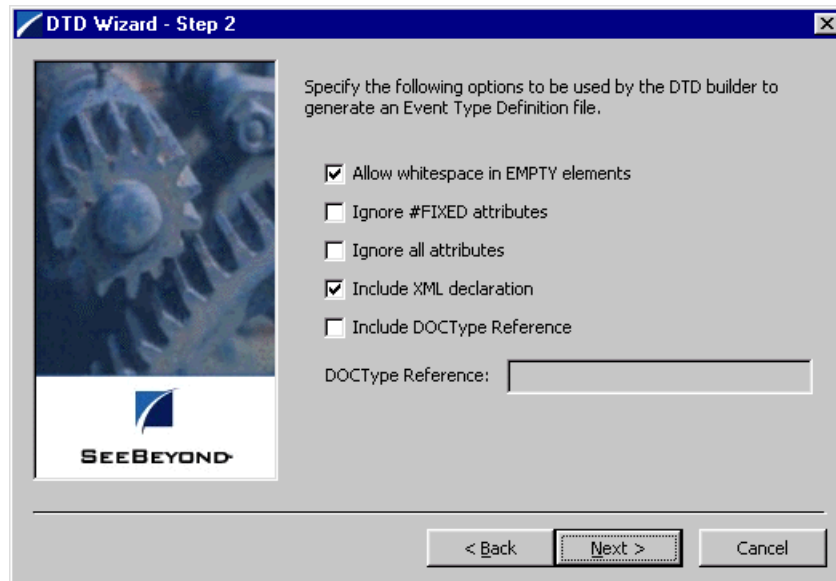 DTD Wizard - Step 2
Specify the following options to be used by the DTD builder to
generate an Event Type Definition file.
Allow whitespace in EMPTY elements
Ignore #FIXED attributes
Ignore all attributes
Include XML declaration
Include DOCType Reference
DOCType Reference:
SEEBEYOND
< Back
Next >
Cancel